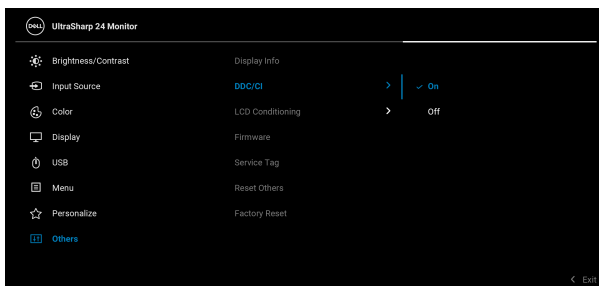 DELL UltraSharp 24 Monitor
Brightness/Contrast
Input Source
Color
Display
USB
Menu
Personalize
Others
Display Info
DDC/CI
LCD Conditioning
Firmware
Service Tag
Reset Others
Factory Reset
On
Off
Exit